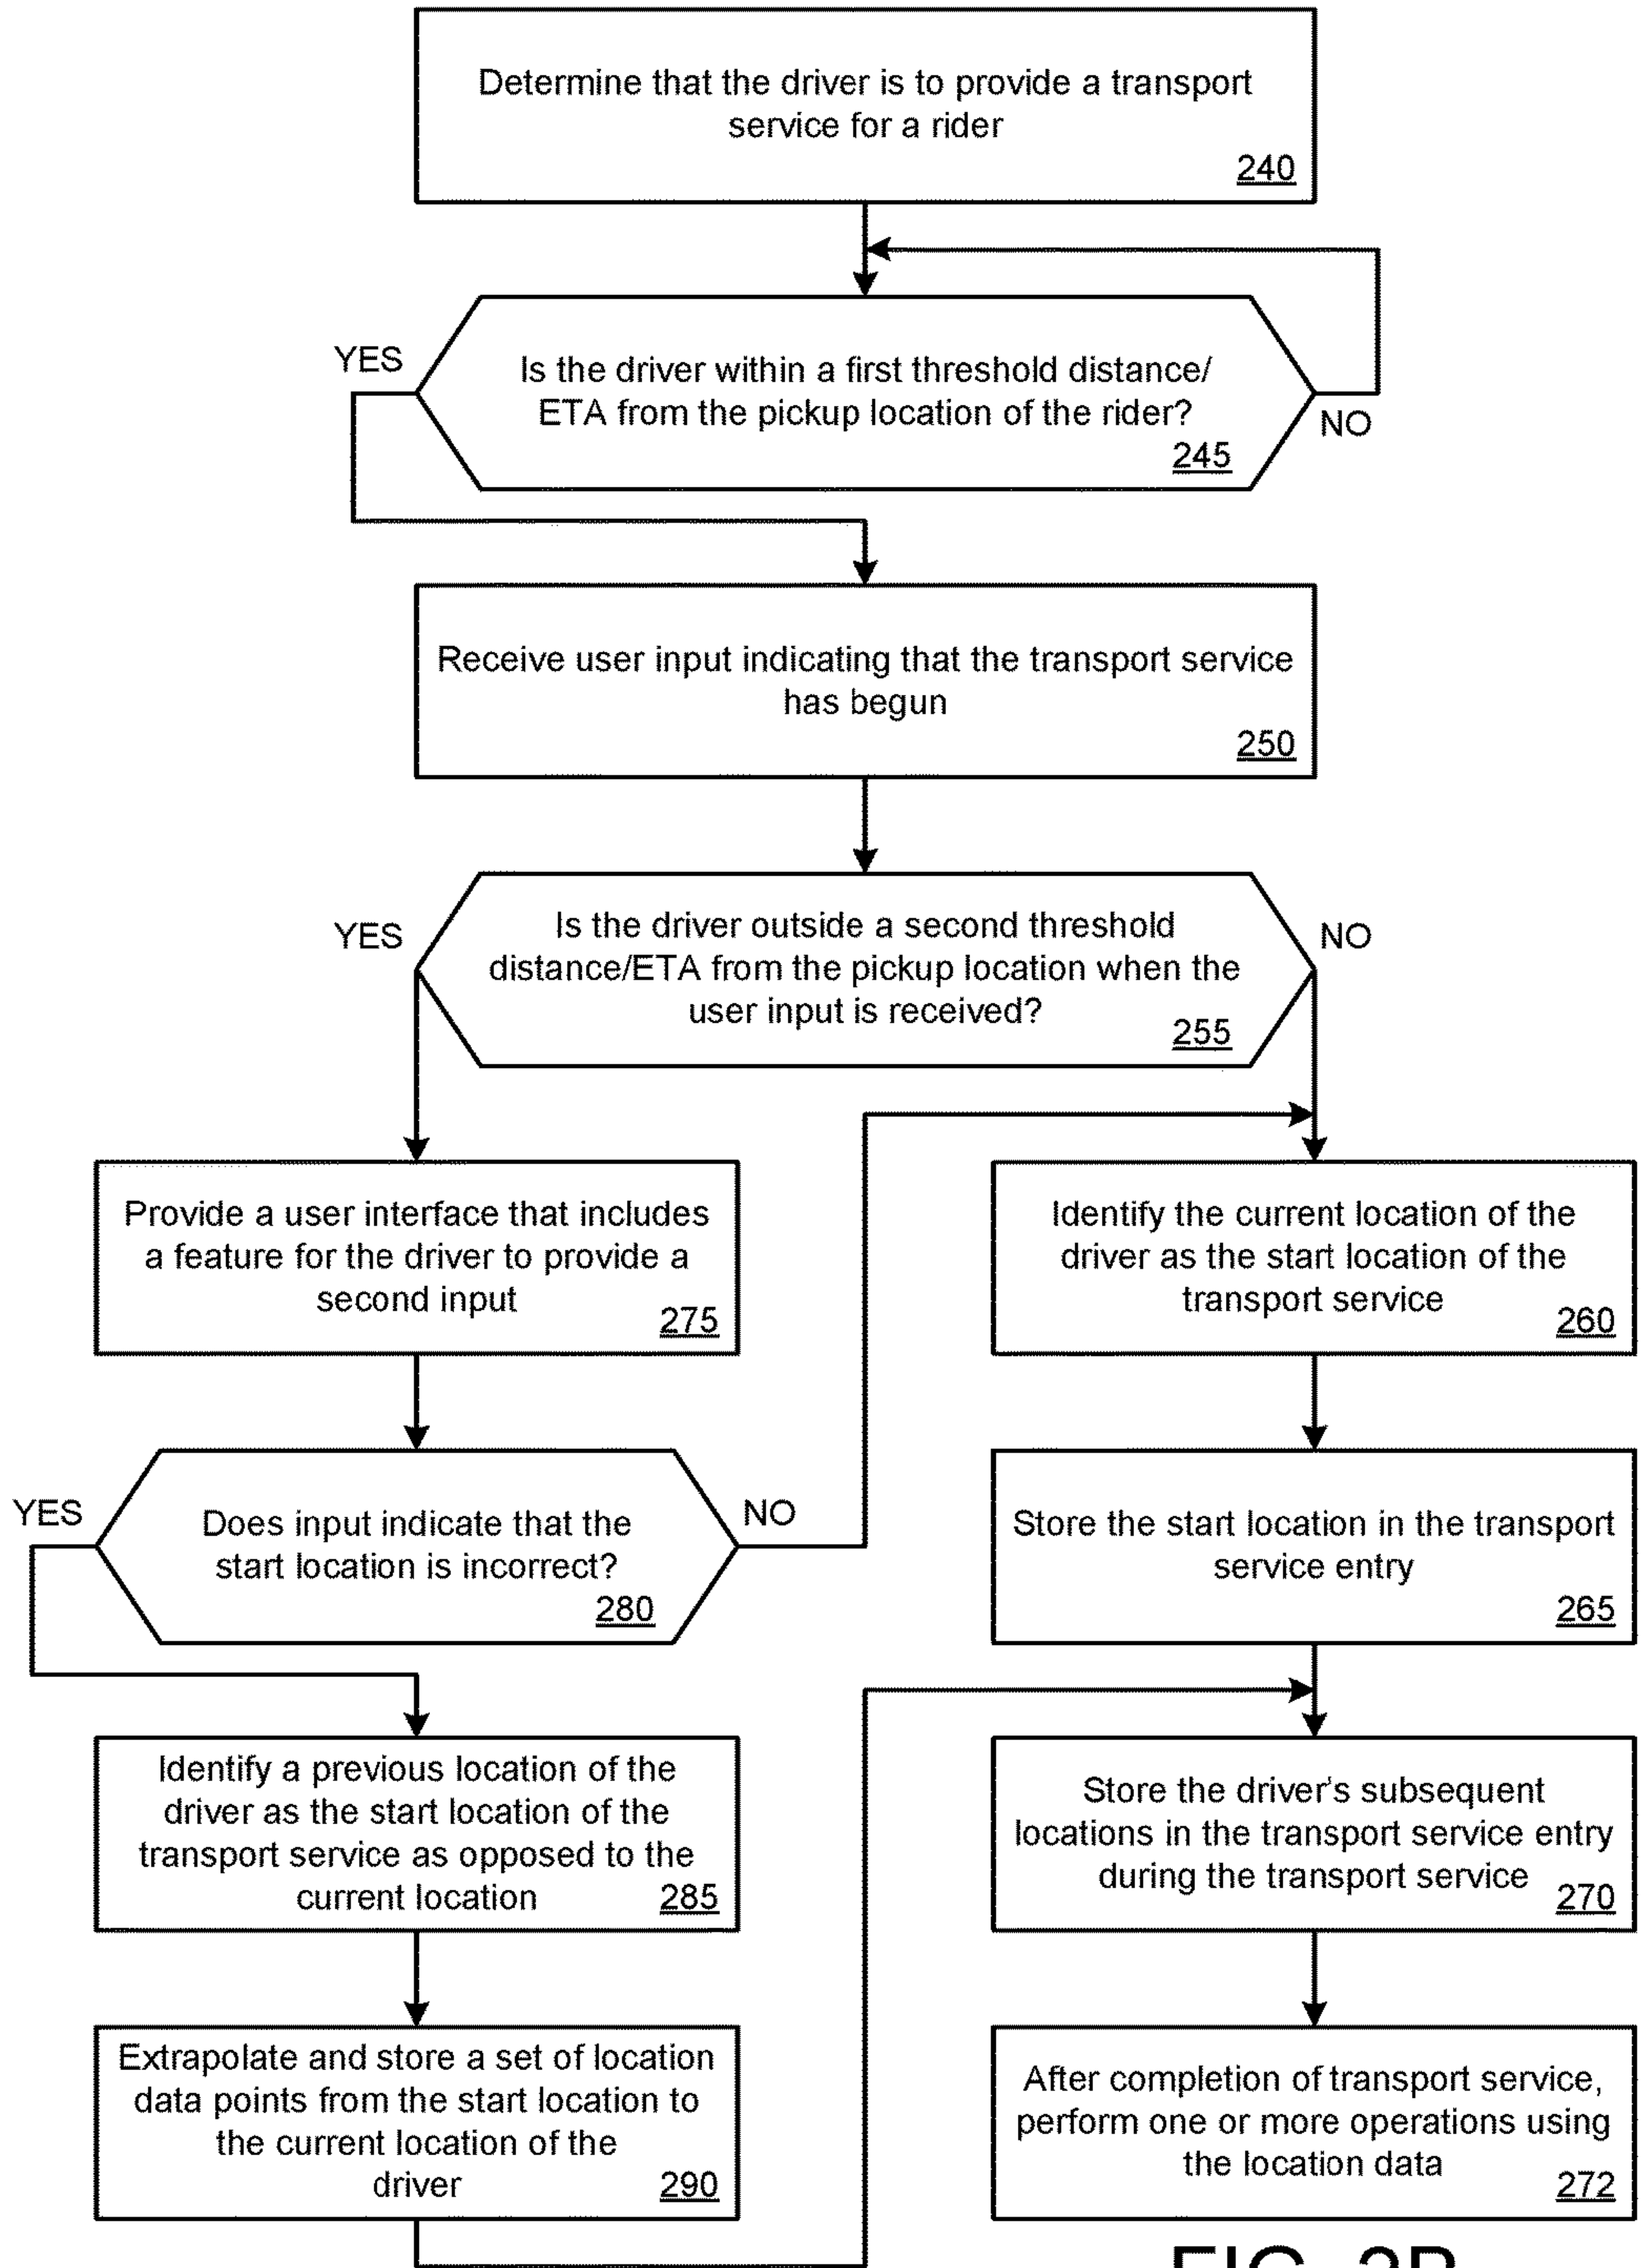 Determine that the driver is to provide a transport
service for a rider
240
YES
Is the driver within a first threshold distance/
ETA from the pickup location of the rider?
NO
245
Receive user input indicating that the transport service
has begun
250
YES
Is the driver outside a second threshold
distance/ETA from the pickup location when the
user input is received?
NO
255
Provide a user interface that includes
a feature for the driver to provide a
second input
275
Identify the current location of the
driver as the start location of the
transport service
260
YES
Does input indicate that the
start location is incorrect?
NO
280
Store the start location in the transport
service entry
265
Identify a previous location of the
driver as the start location of the
transport service as opposed to the
current location
285
Store the driver's subsequent
locations in the transport service entry
during the transport service
270
Extrapolate and store a set of location
data points from the start location to
the current location of the
driver
290
After completion of transport service,
perform one or more operations using
the location data
272